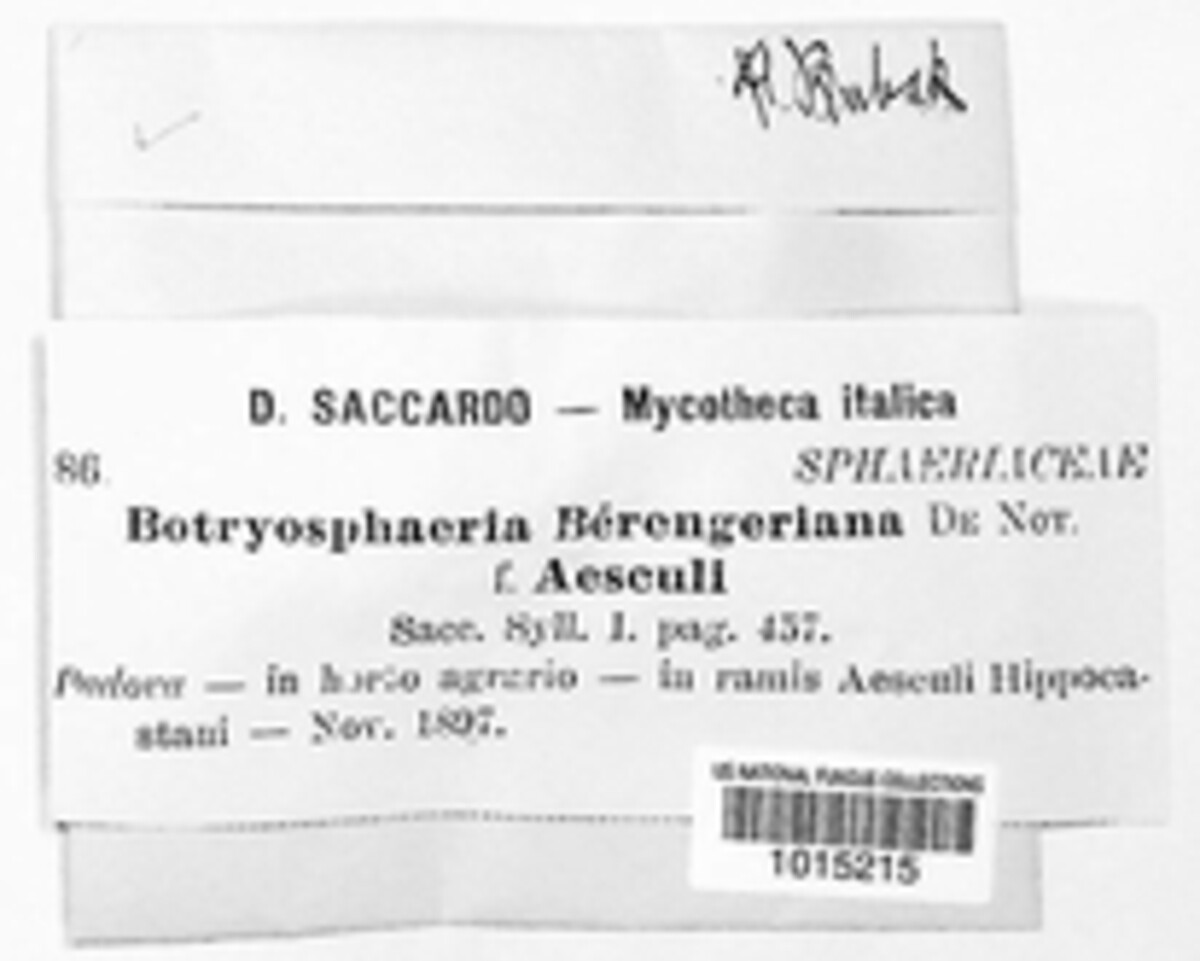 D. SACCARDO — Mycotheca italica
86.
SPHAERIACEAE
Botryosphaeria Bérengeriana DE NOT.
f. Aesculi
Sacc. Syll. I. pag. 457.
Padova — in horto agrario — in ramis Aesculi Hippoca-
stani — Nov. 1897.
US NATIONAL FUNGUS COLLECTIONS
1015215